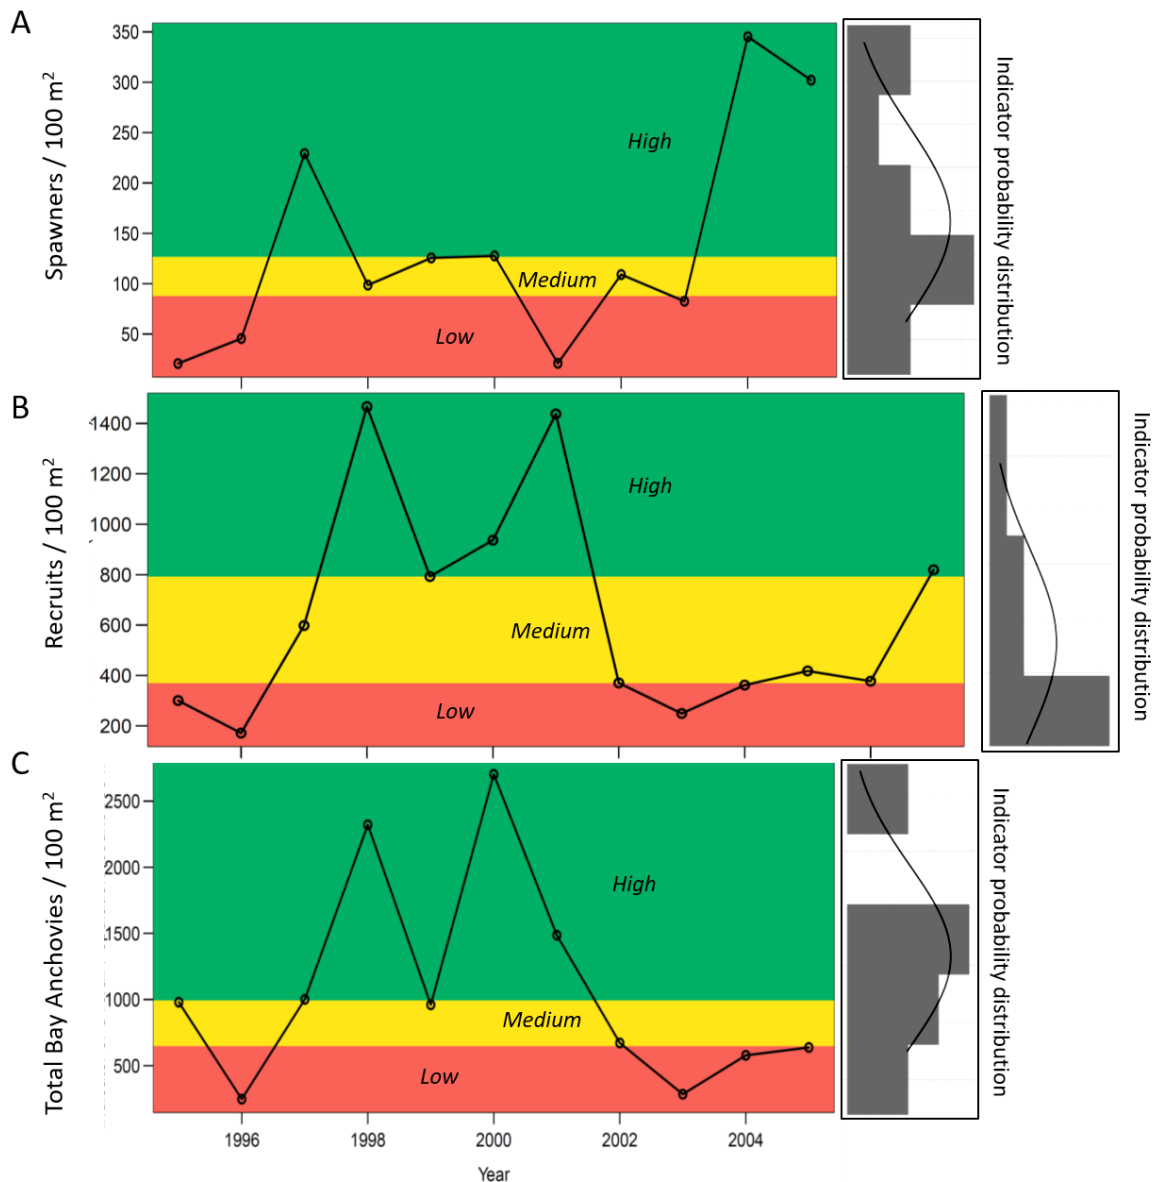 A
Spawners / 100 m²
350
300
250
200
150
100
50
High
Medium
Low
Indicator probability distribution
B
Recruits / 100 m²
1400
1200
1000
800
600
400
200
High
Medium
Low
Indicator probability distribution
C
Total Bay Anchovies / 100 m²
2500
2000
1500
1000
500
High
Medium
Low
Indicator probability distribution
1996
1998
2000
2002
2004
Year